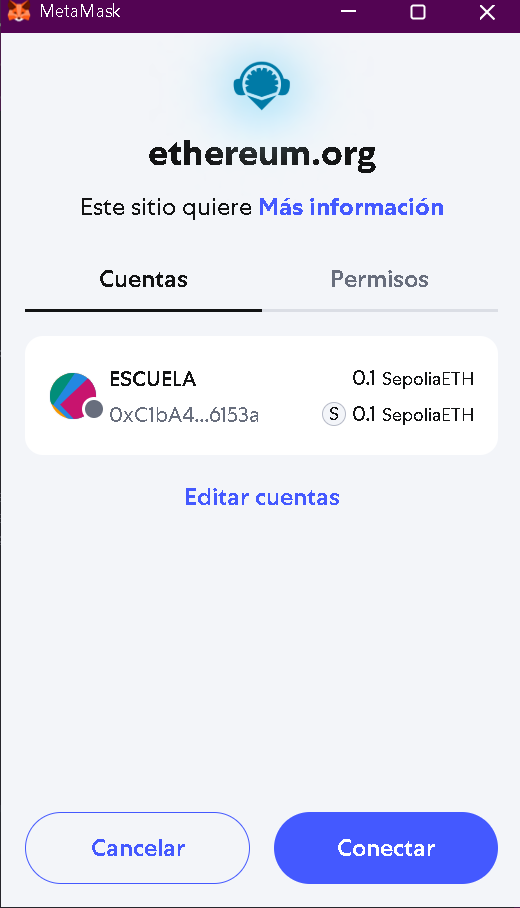 MetaMask
ethereum.org
Este sitio quiere Más información
Cuentas Permisos
ESCUELA 0.1 SepoliaETH
0xC1bA4...6153a S 0.1 SepoliaETH
Editar cuentas
Cancelar Conectar